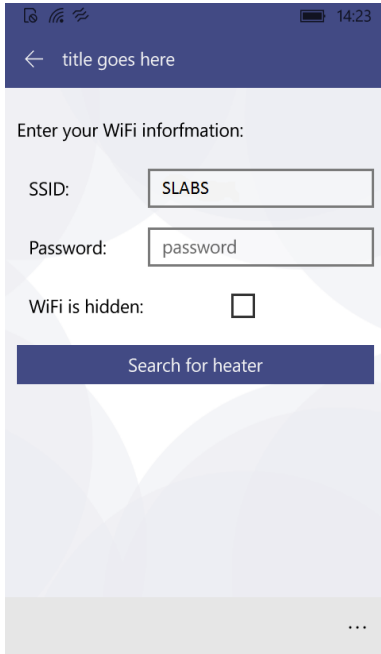 14:23
title goes here
Enter your WiFi inforfmation:
SSID: SLABS
Password: password
WiFi is hidden:
Search for heater
...